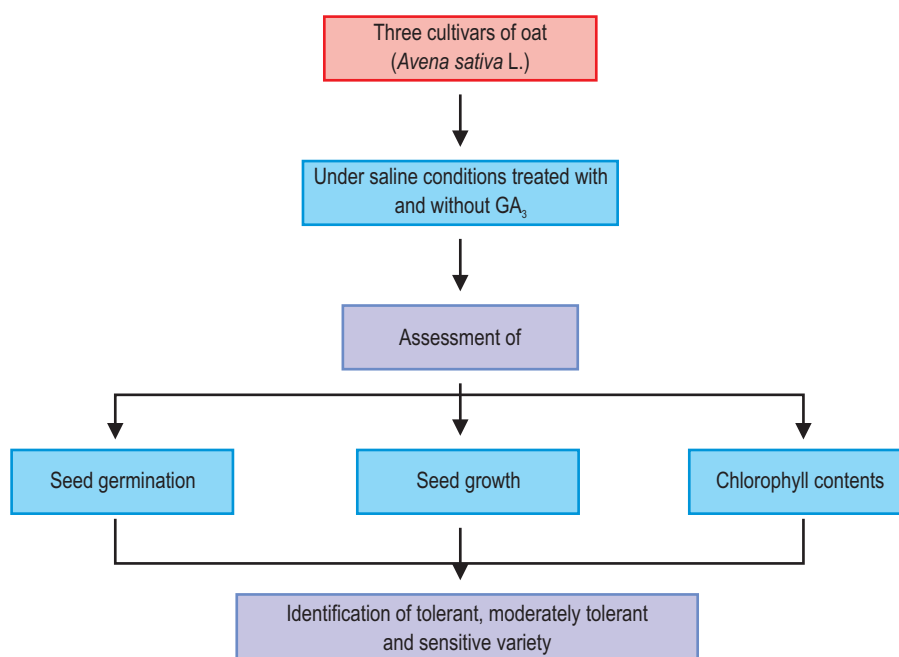 Three cultivars of oat
(Avena sativa L.)
Under saline conditions treated with
and without GA₃
Assessment of
Seed germination
Seed growth
Chlorophyll contents
Identification of tolerant, moderately tolerant
and sensitive variety